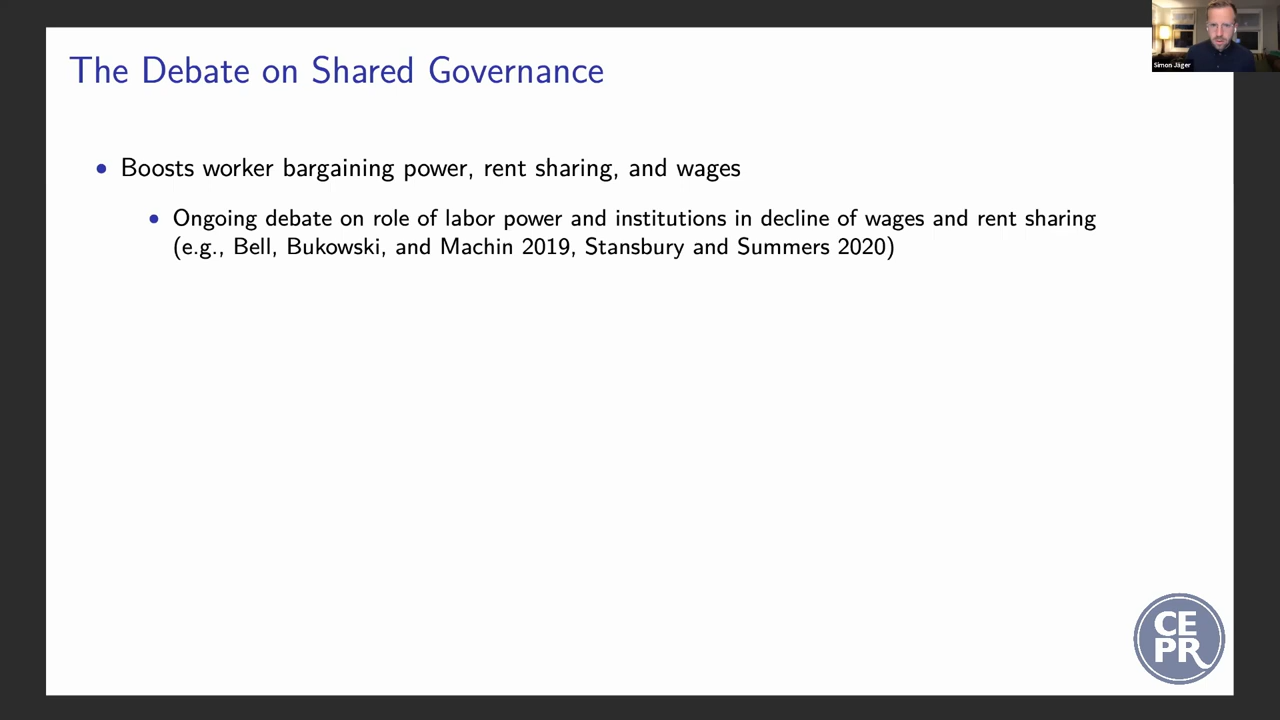 The Debate on Shared Governance
Simon Jäger
• Boosts worker bargaining power, rent sharing, and wages
• Ongoing debate on role of labor power and institutions in decline of wages and rent sharing
(e.g., Bell, Bukowski, and Machin 2019, Stansbury and Summers 2020)
CE
PR